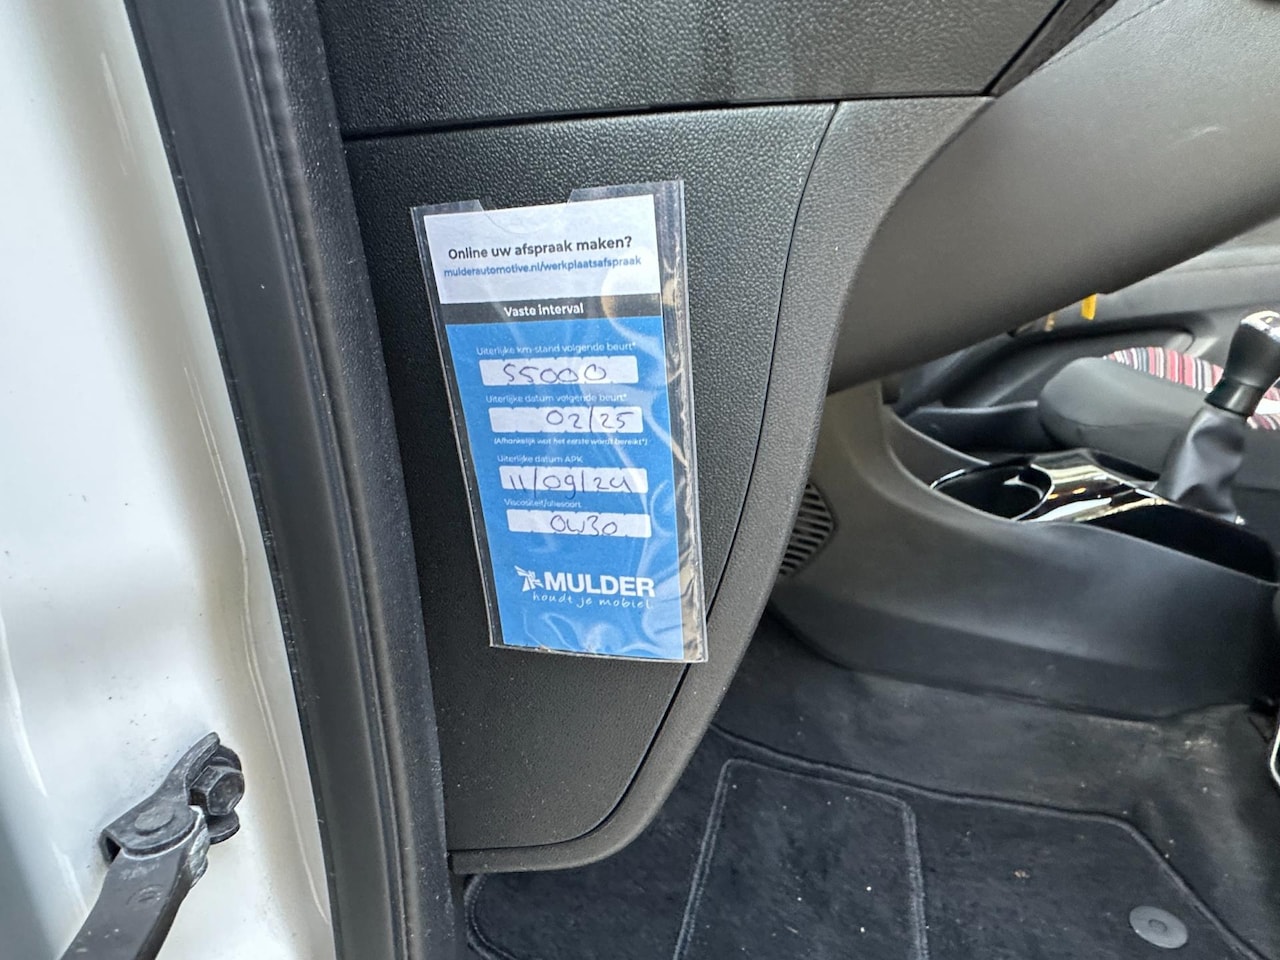 Online uw afspraak maken?
mulderautomotive.nl/werkplaatsafspraak
Vaste interval
Uiterlijke km-stand volgende beurt*
55000
Uiterlijke datum volgende beurt*
02/25
(Afhankelijk wat het eerste wordt bereikt*)
Uiterlijke datum APK
11/09/24
Viscositeit/oliesoort
0W30
MULDER
houdt je mobiel